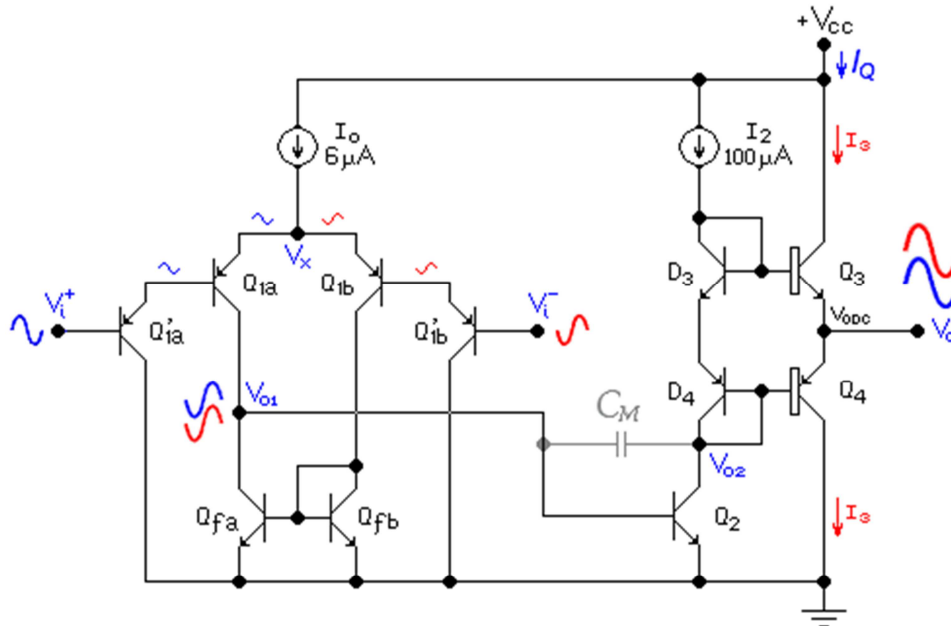 +VCC
IQ
Io
6μA
I2
100μA
I3
Vx
Q1a
Q1b
D3
Q3
Vi+
Q'1a
Q'1b
Vi-
VODC
Vo
Vo1
D4
Q4
CM
Vo2
Qfa
Qfb
Q2
I3